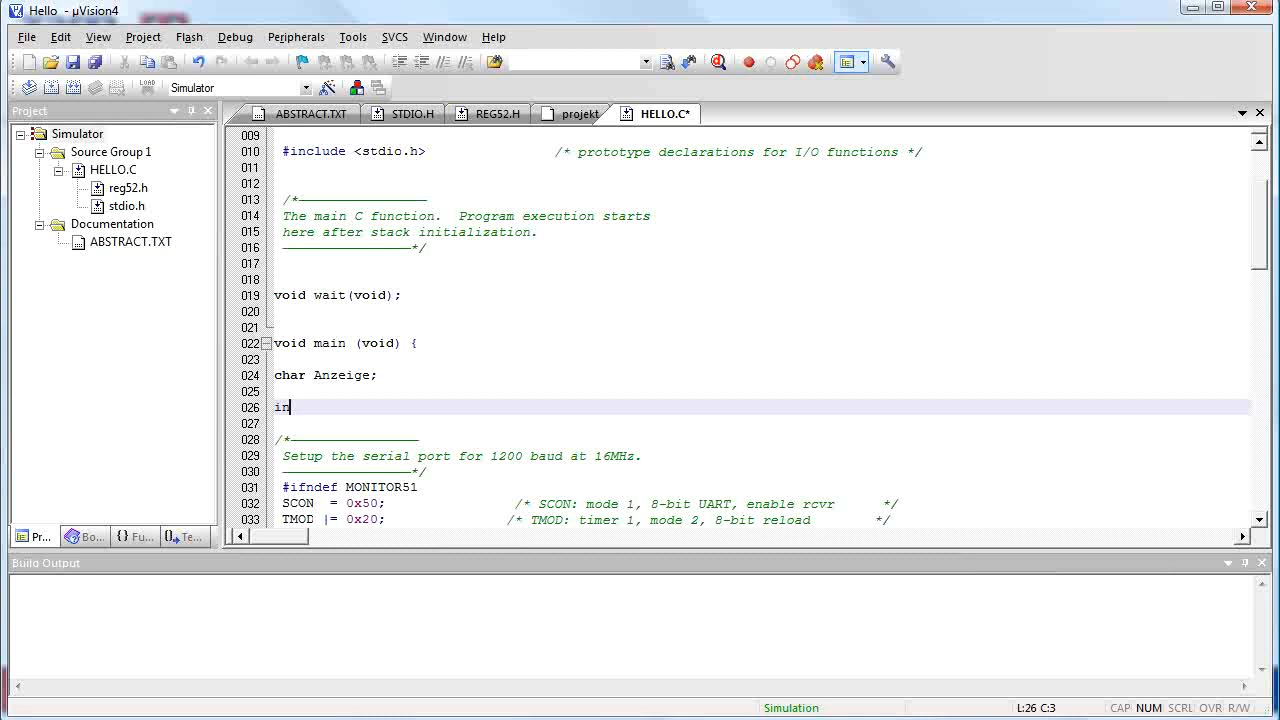 Hello - µVision4
File Edit View Project Flash Debug Peripherals Tools SVCS Window Help
LOAD Simulator
Project
ABSTRACT.TXT STDIO.H REG52.H projekt HELLO.C*
Simulator
Source Group 1
HELLO.C
reg52.h
stdio.h
Documentation
ABSTRACT.TXT
009
010 #include <stdio.h> /* prototype declarations for I/O functions */
011
012
013 /*
014 The main C function. Program execution starts
015 here after stack initialization.
016 */
017
018
019 void wait(void);
020
021
022 void main (void) {
023
024 char Anzeige;
025
026 in
027
028 /*
029 Setup the serial port for 1200 baud at 16MHz.
030 */
031 #ifndef MONITOR51
032 SCON = 0x50; /* SCON: mode 1, 8-bit UART, enable rcvr */
033 TMOD |= 0x20; /* TMOD: timer 1, mode 2, 8-bit reload */
Pr... Bo... {} Fu... Te...
Build Output
Simulation L:26 C:3 CAP NUM SCRL OVR R/W